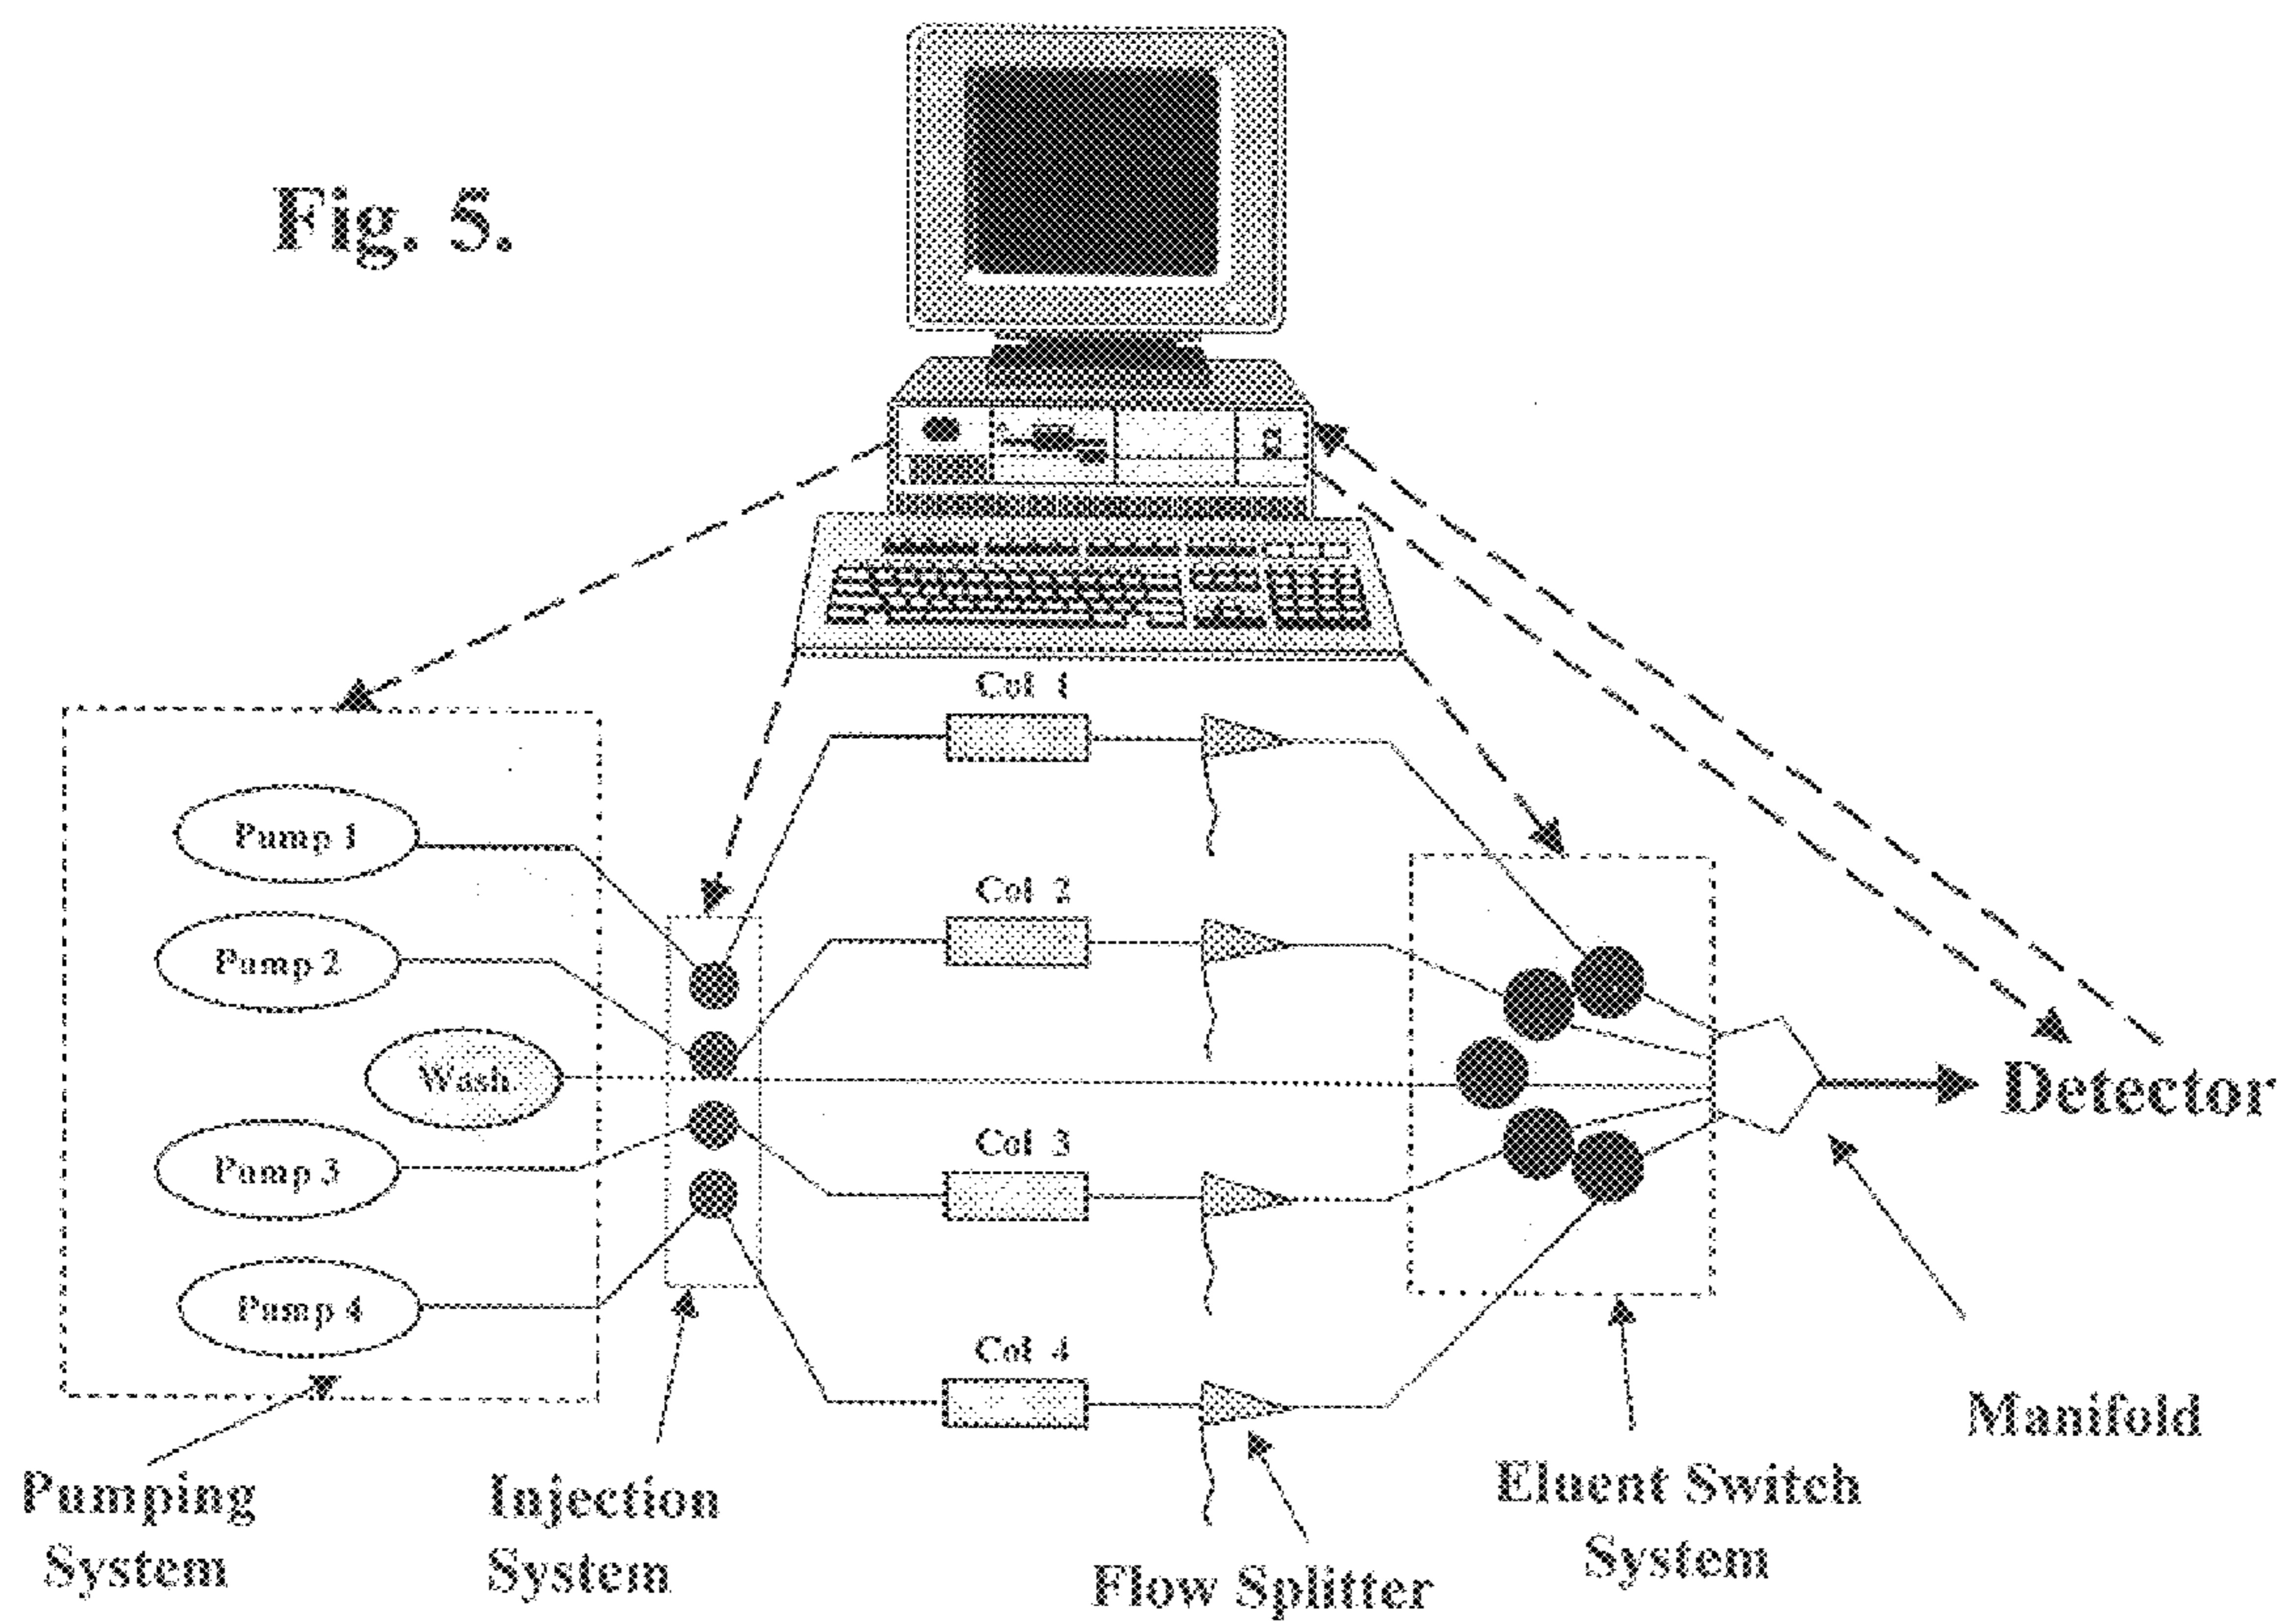 Fig. 5.
Col 1
Pump 1
Col 2
Pump 2
Wash
Detector
Col 3
Pump 3
Pump 4
Col 4
Manifold
Pumping
System
Injection
System
Eluent Switch
System
Flow Splitter